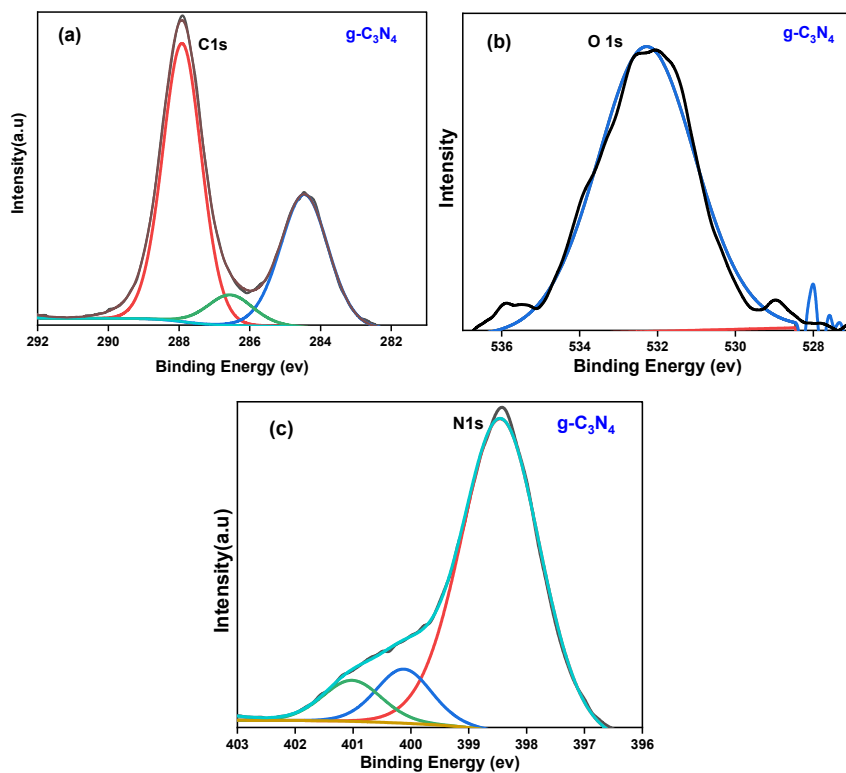 (a)
C1s
g-C₃N₄
Intensity(a.u)
292 290 288 286 284 282
Binding Energy (ev)
(b)
O 1s
g-C₃N₄
Intensity
536 534 532 530 528
Binding Energy (ev)
(c)
N1s
g-C₃N₄
Intensity(a.u)
403 402 401 400 399 398 397 396
Binding Energy (ev)